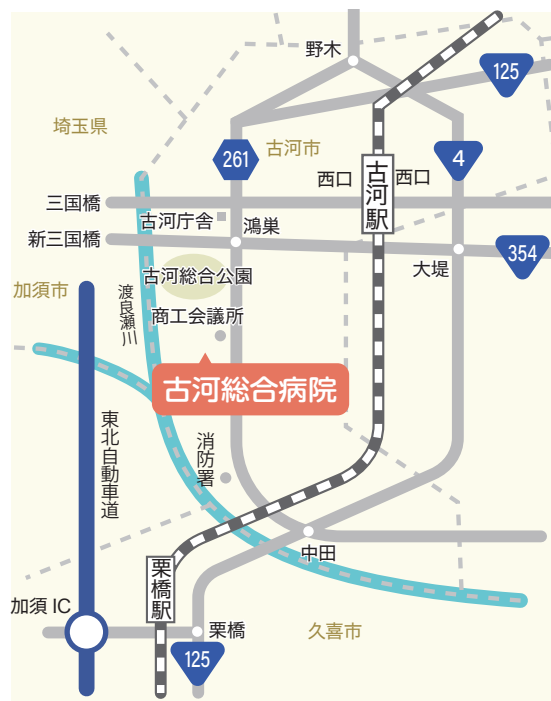 野木
125
埼玉県
古河市
261
4
西口
古河駅
西口
三国橋
古河庁舎
鴻巣
新三国橋
354
大堤
古河総合公園
加須市
渡良瀬川
商工会議所
古河総合病院
東北自動車道
消防署
中田
栗橋駅
加須 IC
栗橋
久喜市
125